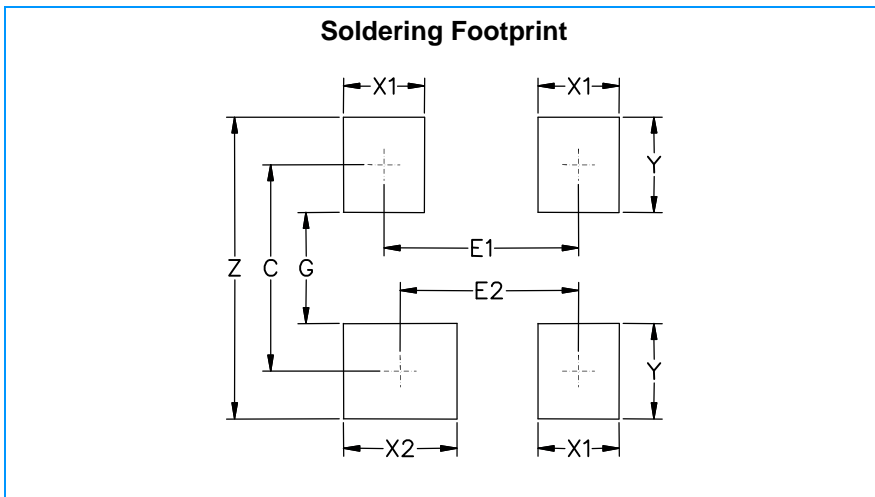 Soldering Footprint
X1 X1
Y
E1
Z C G
E2
Y
X2 X1